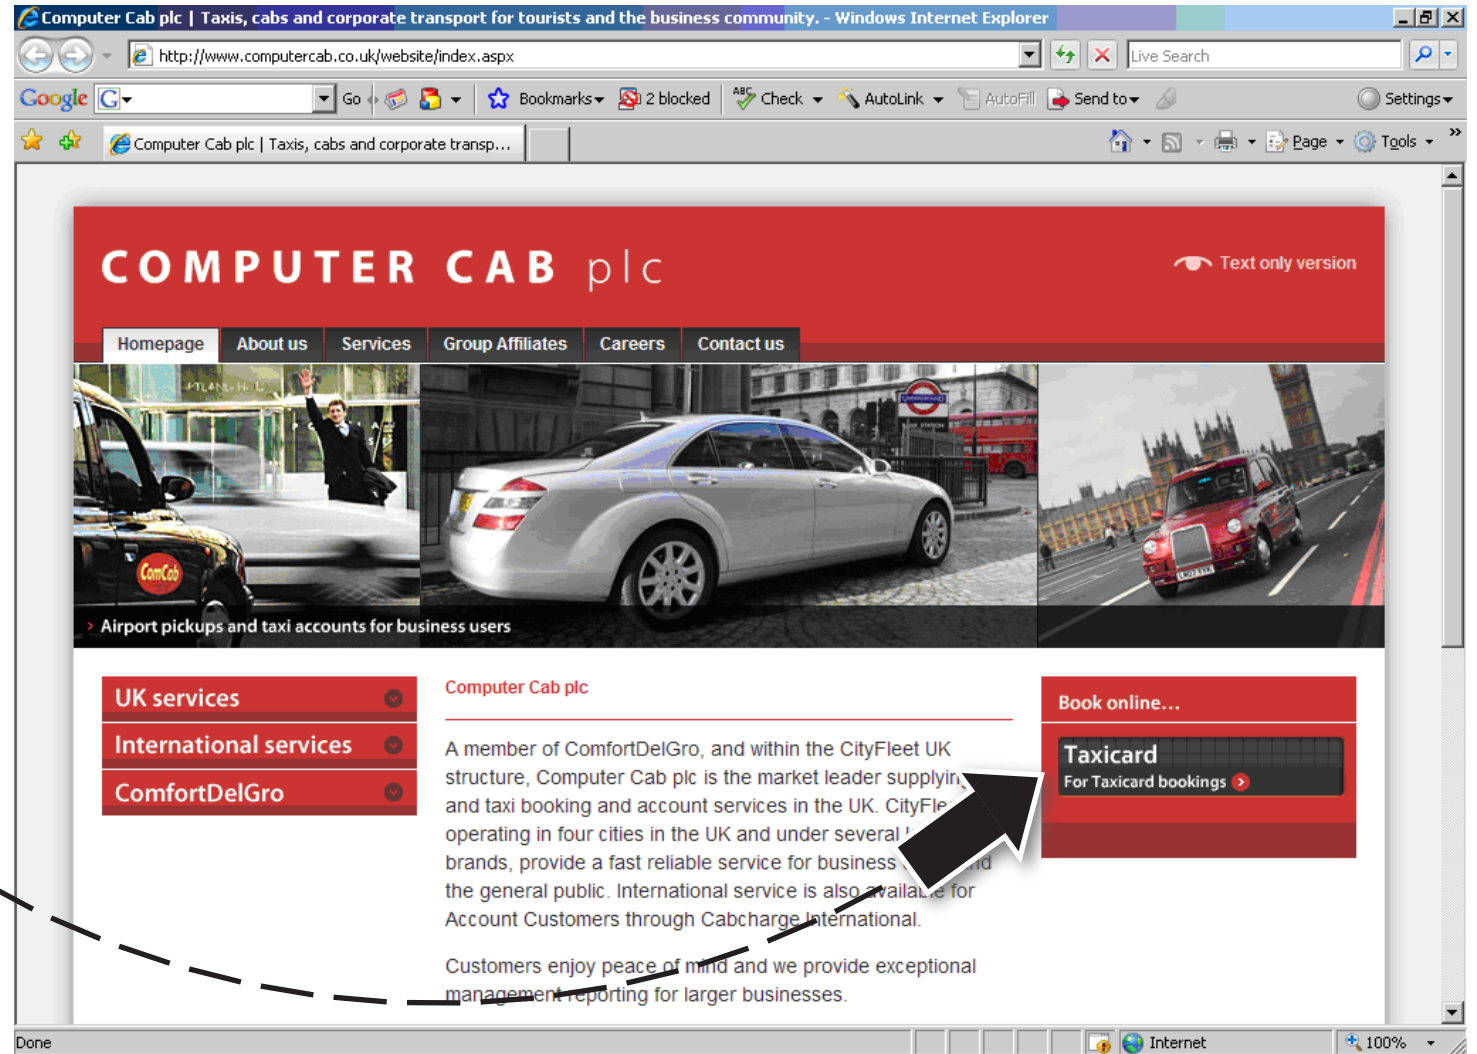 Computer Cab plc | Taxis, cabs and corporate transport for tourists and the business community. - Windows Internet Explorer
http://www.computercab.co.uk/website/index.aspx
Live Search
Google G Go Bookmarks 2 blocked ABC Check AutoLink AutoFill Send to Settings
Computer Cab plc | Taxis, cabs and corporate transp...
Page Tools
COMPUTER CAB plc
Text only version
Homepage About us Services Group Affiliates Careers Contact us
UNDERGROUND
BANK STATION
ComCab
LN07 XYK
Airport pickups and taxi accounts for business users
UK services
International services
ComfortDelGro
Computer Cab plc
A member of ComfortDelGro, and within the CityFleet UK
structure, Computer Cab plc is the market leader supplying
and taxi booking and account services in the UK.
operating in four cities in the UK and under several
brands, provide a fast reliable service for business
the general public. International service is also available for
Account Customers through Cabcharge International.
Customers enjoy peace of mind and we provide exceptional
management reporting for larger businesses.
Book online...
Taxicard
For Taxicard bookings
Done
Internet
100%